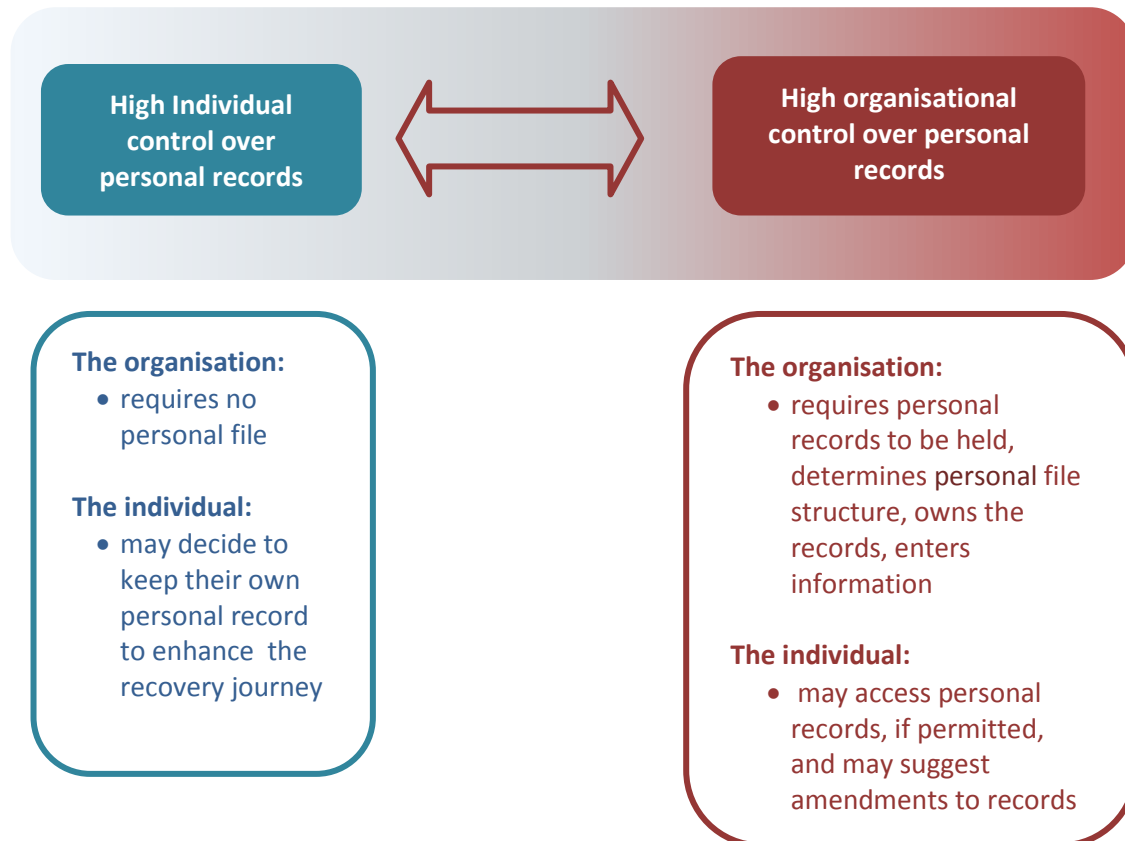 High Individual
control over
personal records
High organisational
control over personal
records
The organisation:
• requires no
personal file
The individual:
• may decide to
keep their own
personal record
to enhance  the
recovery journey
The organisation:
• requires personal
records to be held,
determines personal file
structure, owns the
records, enters
information
The individual:
• may access personal
records, if permitted,
and may suggest
amendments to records